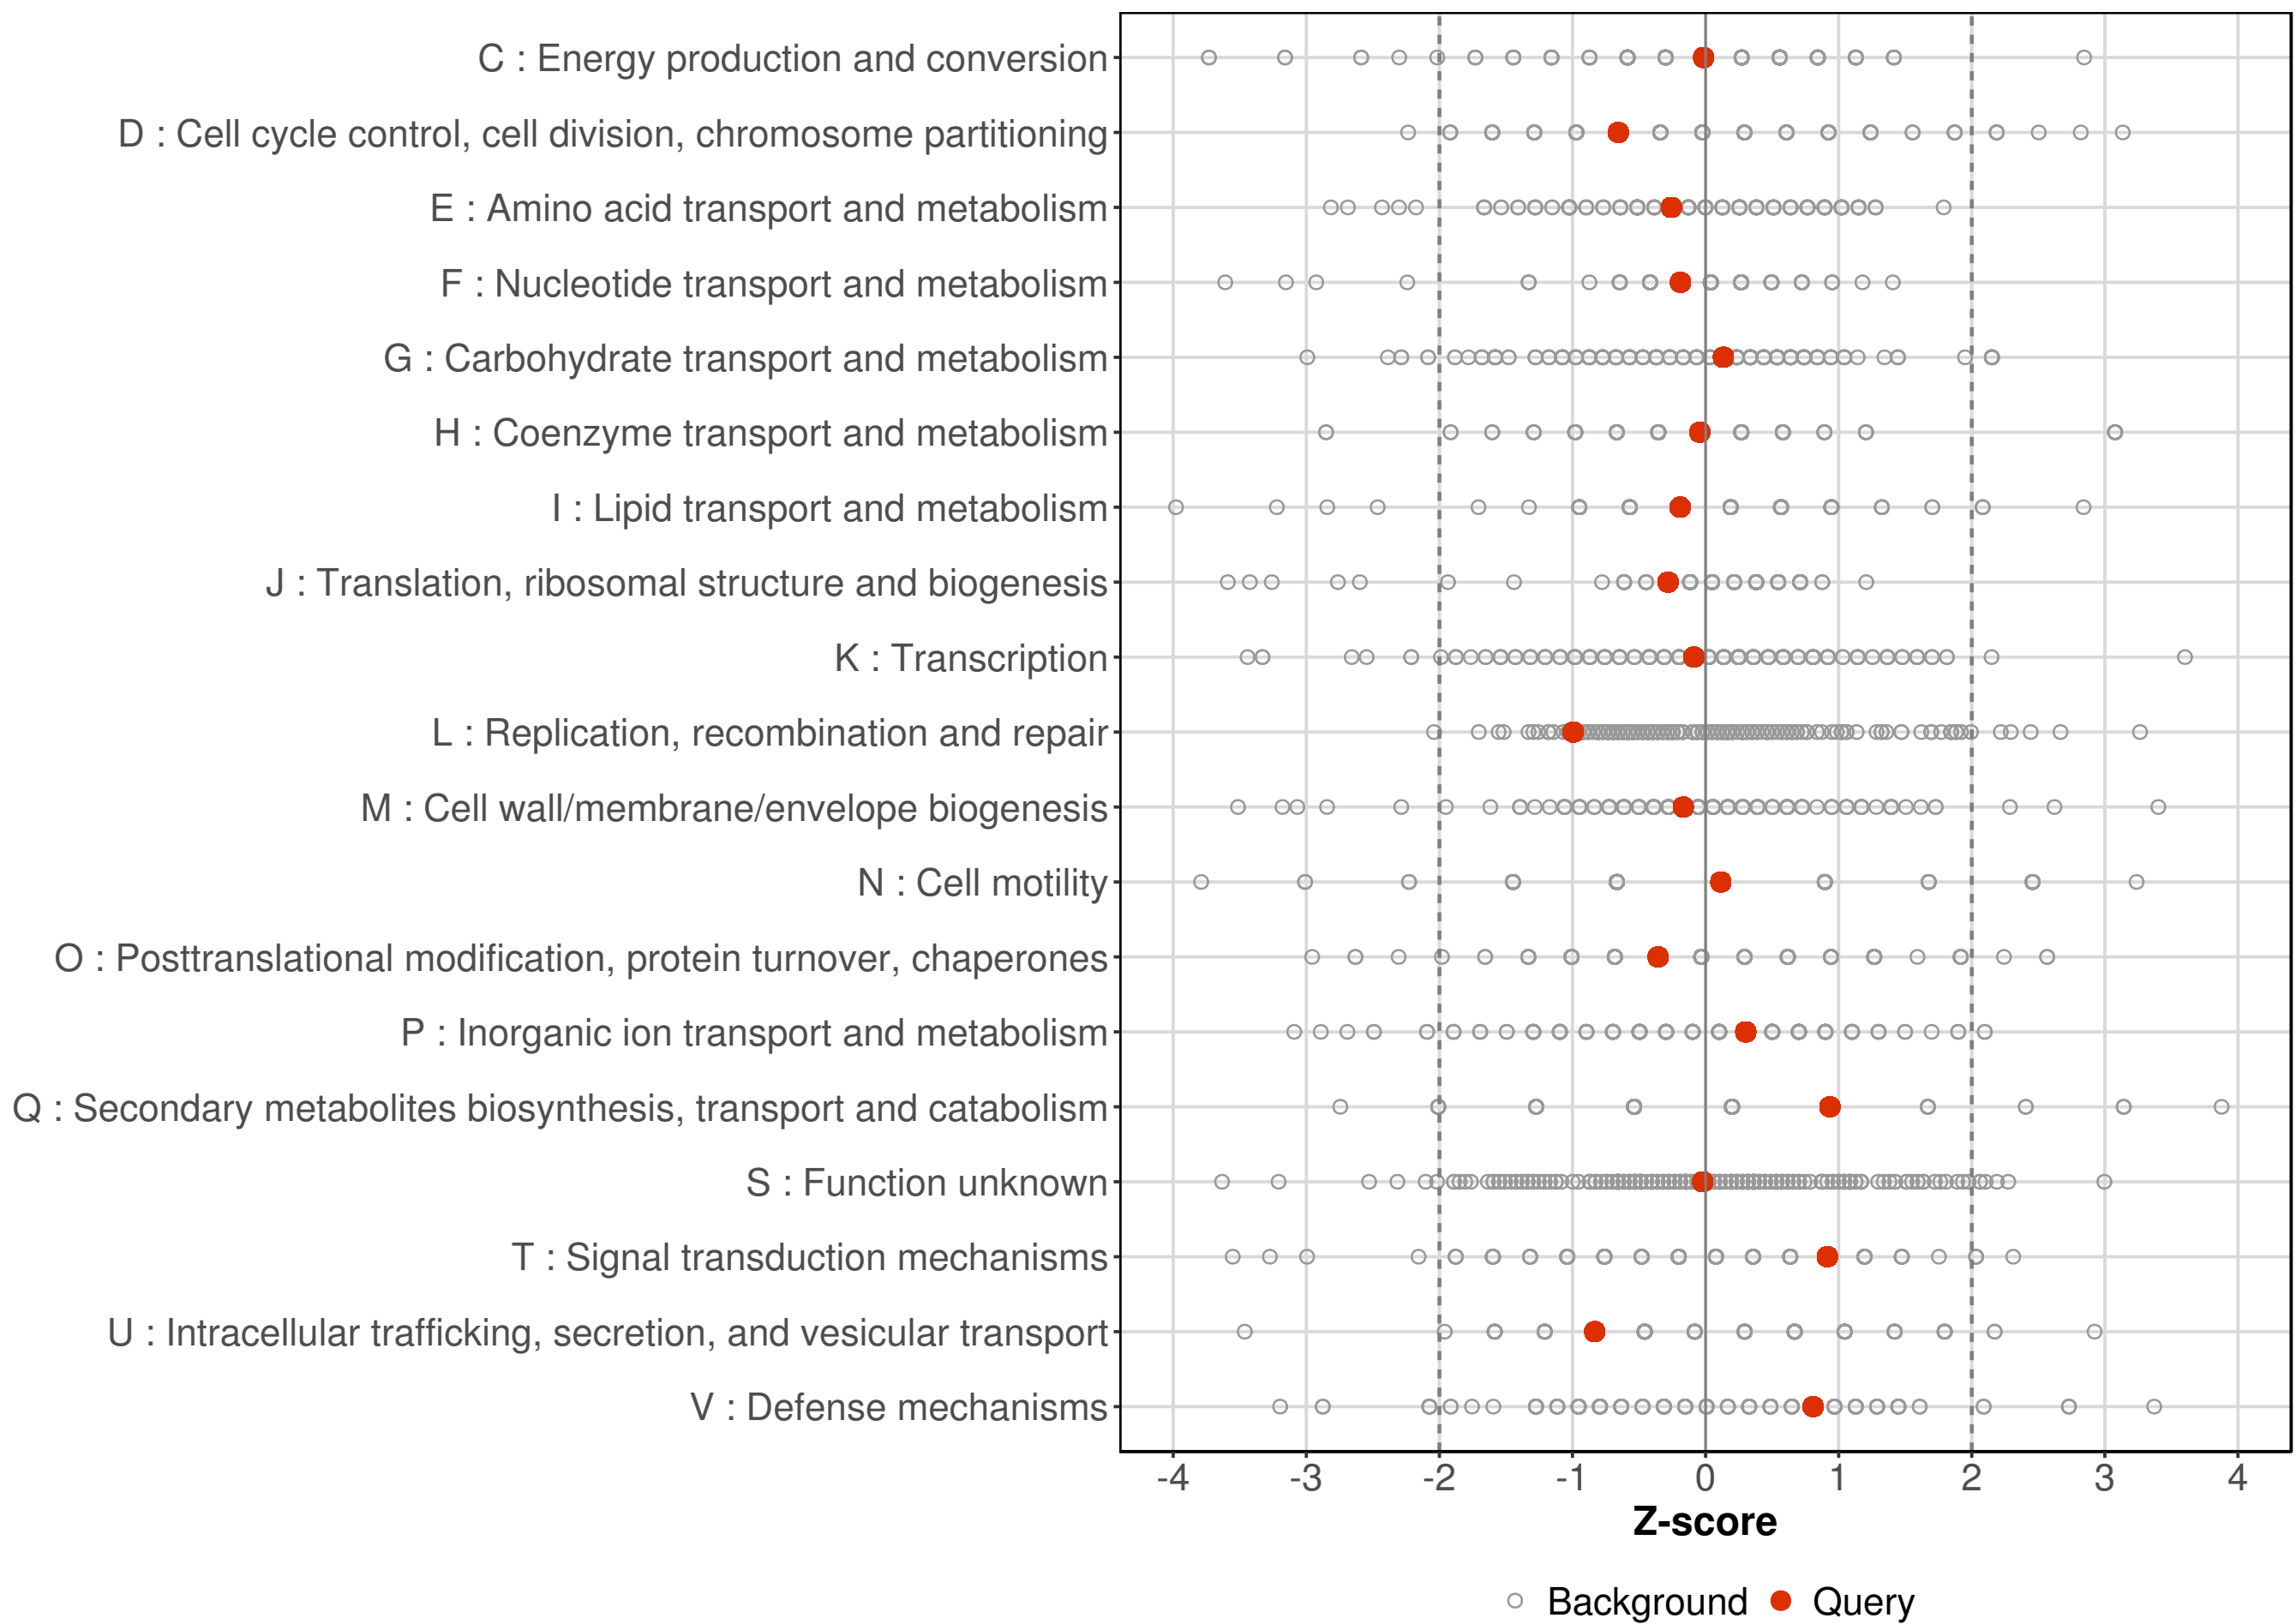 C : Energy production and conversion
D : Cell cycle control, cell division, chromosome partitioning
E : Amino acid transport and metabolism
F : Nucleotide transport and metabolism
G : Carbohydrate transport and metabolism
H : Coenzyme transport and metabolism
I : Lipid transport and metabolism
J : Translation, ribosomal structure and biogenesis
K : Transcription
L : Replication, recombination and repair
M : Cell wall/membrane/envelope biogenesis
N : Cell motility
O : Posttranslational modification, protein turnover, chaperones
P : Inorganic ion transport and metabolism
Q : Secondary metabolites biosynthesis, transport and catabolism
S : Function unknown
T : Signal transduction mechanisms
U : Intracellular trafficking, secretion, and vesicular transport
V : Defense mechanisms
-4 -3 -2 -1 0 1 2 3 4
Z-score
Background Query